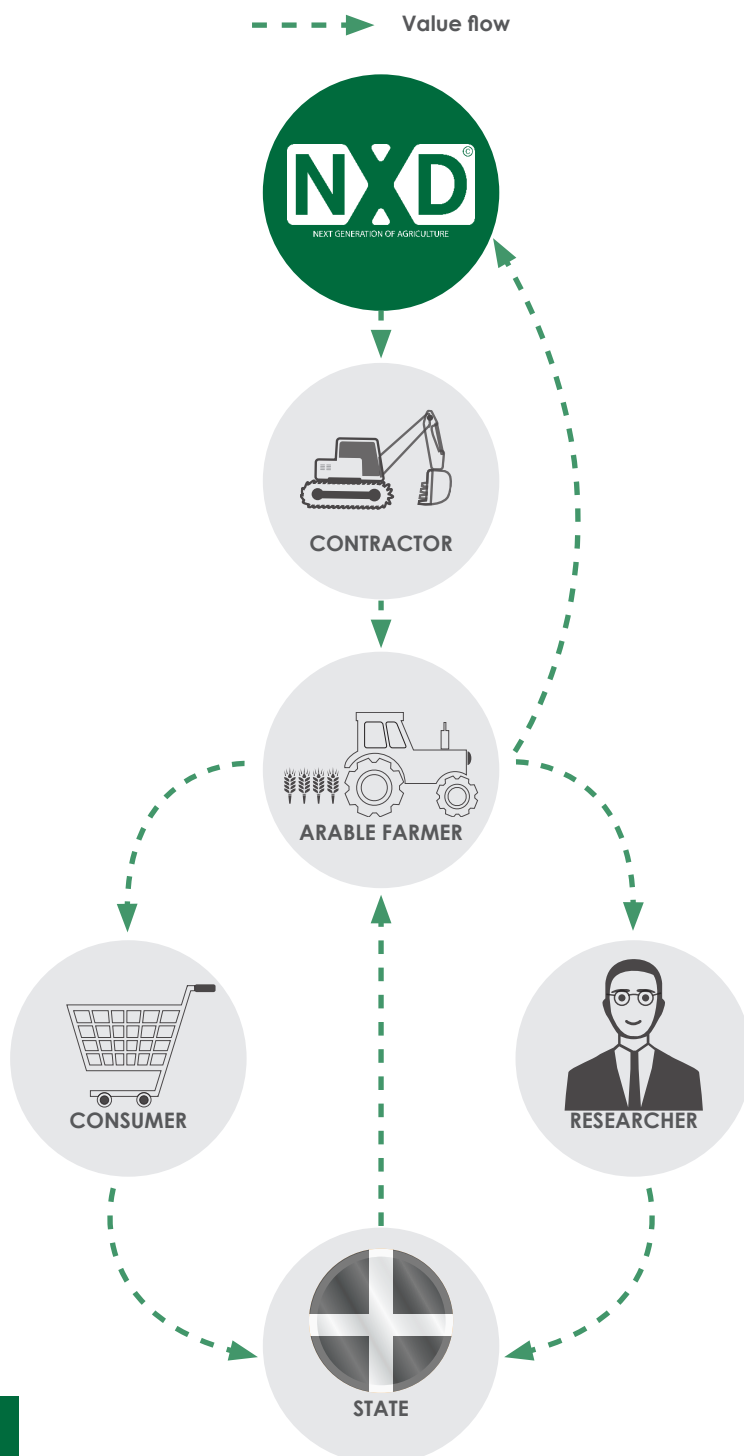 Value flow
NXD©
NEXT GENERATION OF AGRICULTURE
CONTRACTOR
ARABLE FARMER
CONSUMER
RESEARCHER
STATE